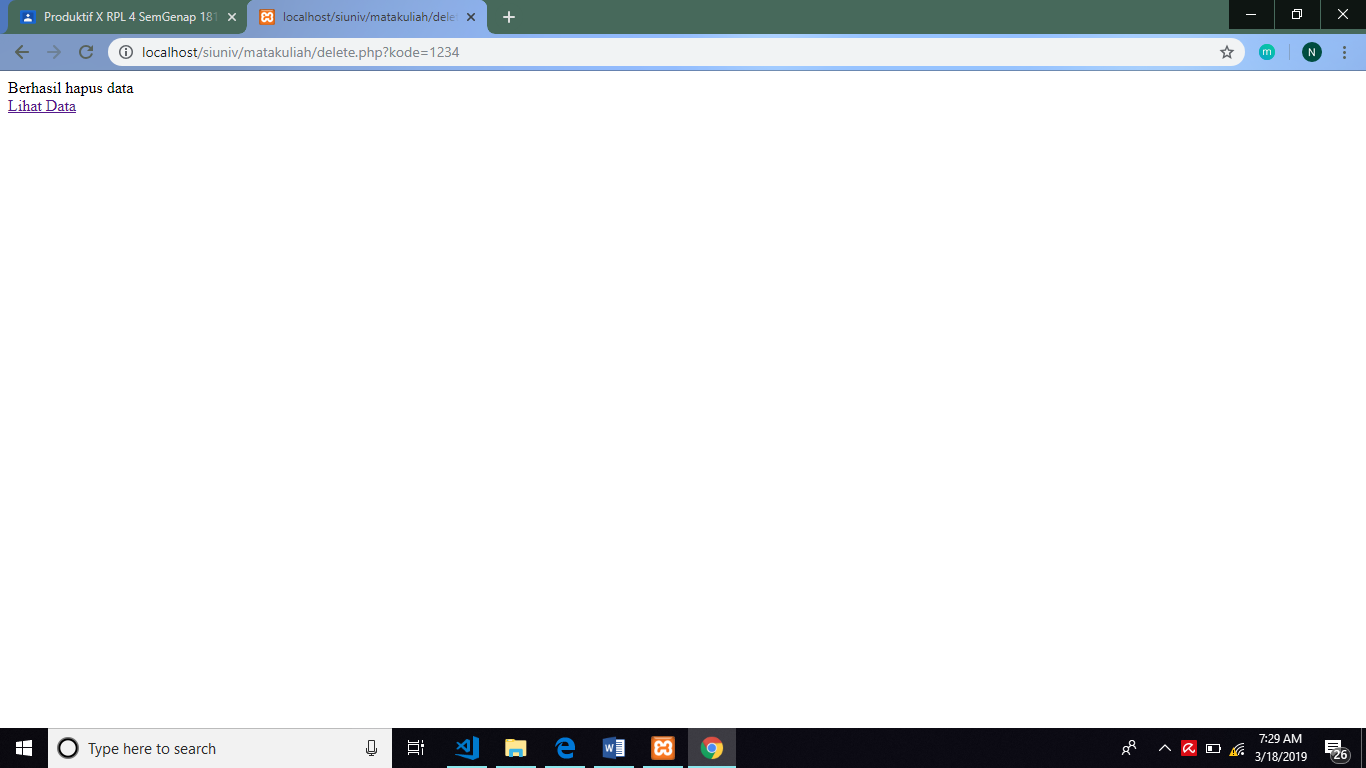 Produktif X RPL 4 SemGenap 181
localhost/siuniv/matakuliah/dele
localhost/siuniv/matakuliah/delete.php?kode=1234
m
N
Berhasil hapus data
Lihat Data
Type here to search
7:29 AM
3/18/2019
26